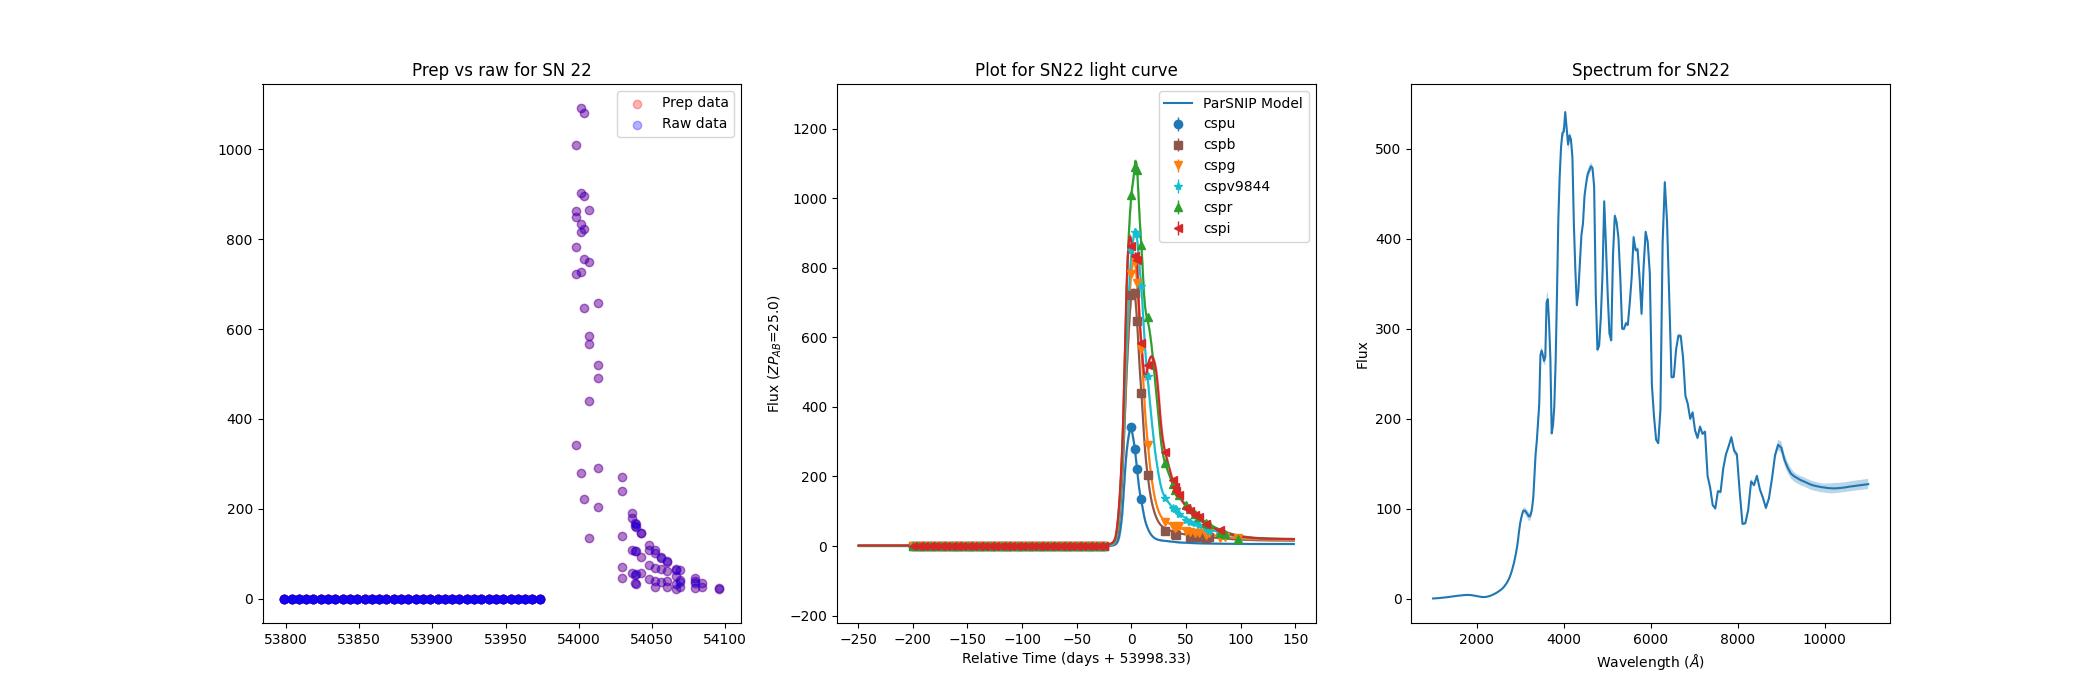 Prep vs raw for SN 22
Prep data
Raw data
1000
800
600
400
200
0
53800 53850 53900 53950 54000 54050 54100
Plot for SN22 light curve
ParSNIP Model
cspu
cspb
cspg
cspv9844
cspr
cspi
Flux (ZP_AB=25.0)
1200
1000
800
600
400
200
0
−200
−250 −200 −150 −100 −50 0 50 100 150
Relative Time (days + 53998.33)
Spectrum for SN22
Flux
500
400
300
200
100
0
2000 4000 6000 8000 10000
Wavelength (Å)